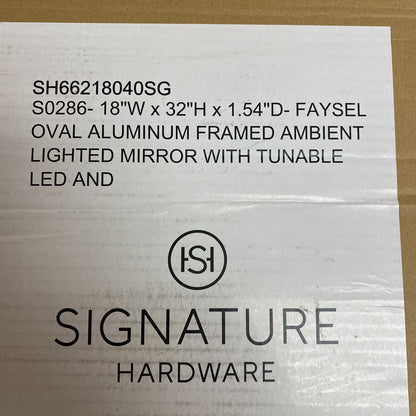 SH66218040SG
S0286- 18"W x 32"H x 1.54"D- FAYSEL
OVAL ALUMINUM FRAMED AMBIENT
LIGHTED MIRROR WITH TUNABLE
LED AND
HSH
SIGNATURE
HARDWARE